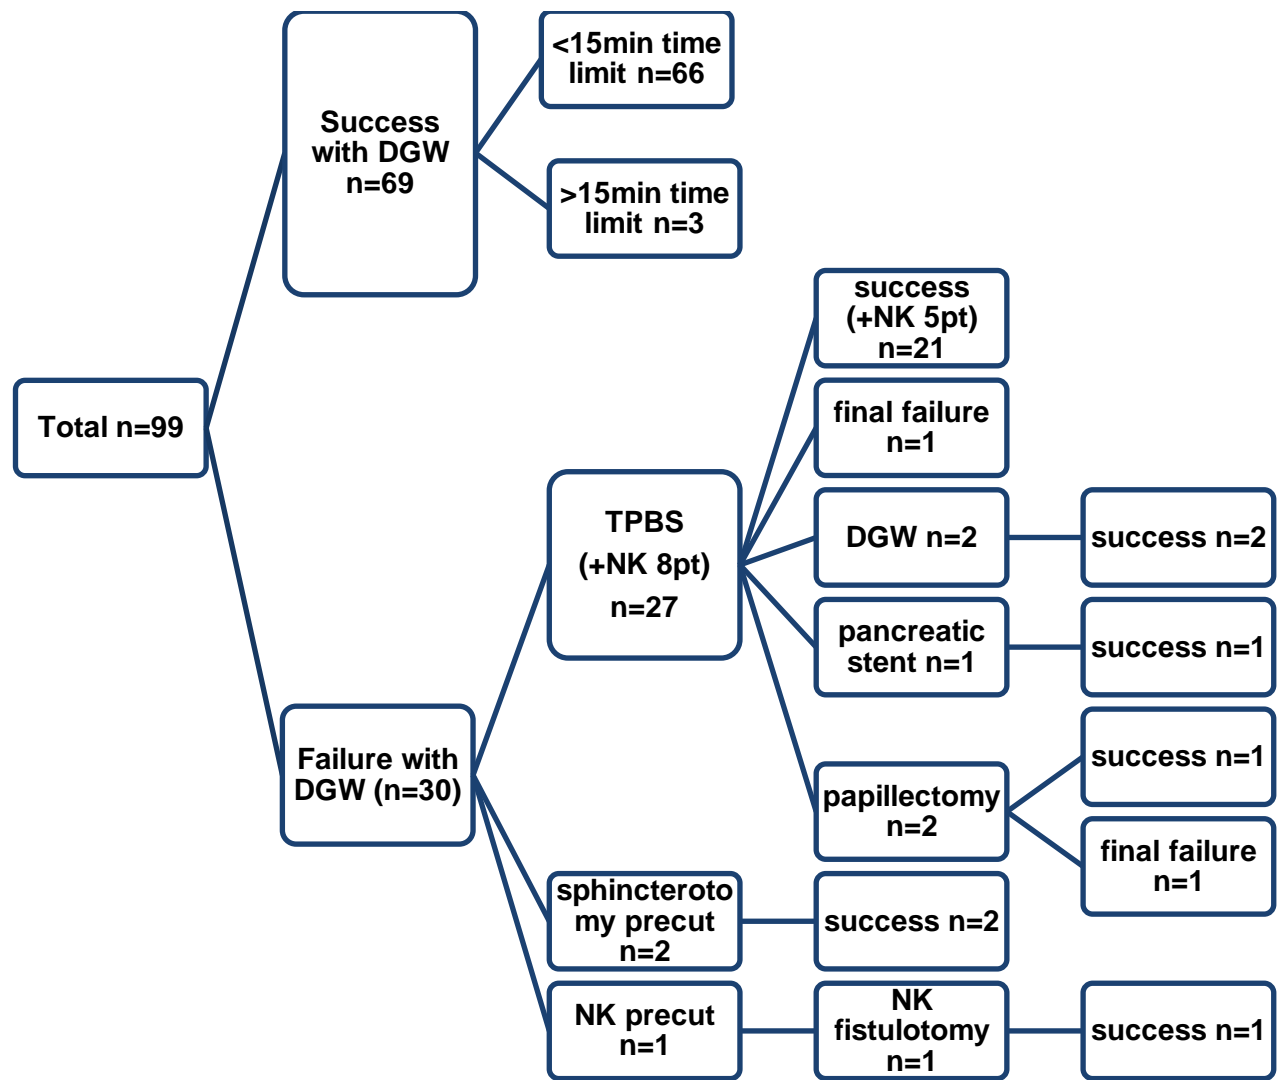 <15min time
limit n=66
Success
with DGW
n=69
>15min time
limit n=3
Total n=99
success
(+NK 5pt)
n=21
final failure
n=1
TPBS
(+NK 8pt)
n=27
DGW n=2
success n=2
pancreatic
stent n=1
success n=1
Failure with
DGW (n=30)
papillectomy
n=2
success n=1
final failure
n=1
sphincteroto
my precut
n=2
success n=2
NK precut
n=1
NK
fistulotomy
n=1
success n=1